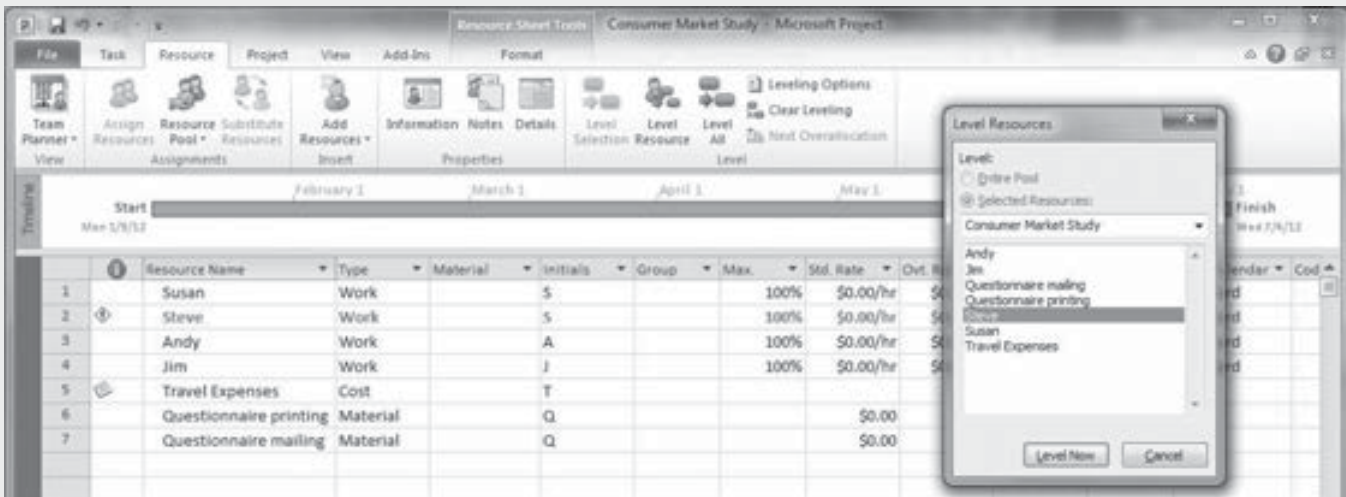 Resource Sheet Tools Consumer Market Study - Microsoft Project
File Task Resource Project View Add-Ins Format
Team Planner Assign Resources Resource Pool Substitute Resources Add Resources Information Notes Details Level Selection Level Resource Level All Leveling Options
Clear Leveling
Next Overallocation
View Assignments Insert Properties Level
Timeline
February 1 March 1 April 1 May 1
Start
Mon 1/9/12
Finish
Resource Name Type Material Initials Group Max. Std. Rate Ovt.
1 Susan Work S 100% $0.00/hr
2 Steve Work S 100% $0.00/hr
3 Andy Work A 100% $0.00/hr
4 Jim Work J 100% $0.00/hr
5 Travel Expenses Cost T
6 Questionnaire printing Material Q $0.00
7 Questionnaire mailing Material Q $0.00
Level Resources
Level:
Entire Pool
Selected Resources:
Consumer Market Study
Andy
Jim
Questionnaire mailing
Questionnaire printing
Steve
Susan
Travel Expenses
Level Now Cancel